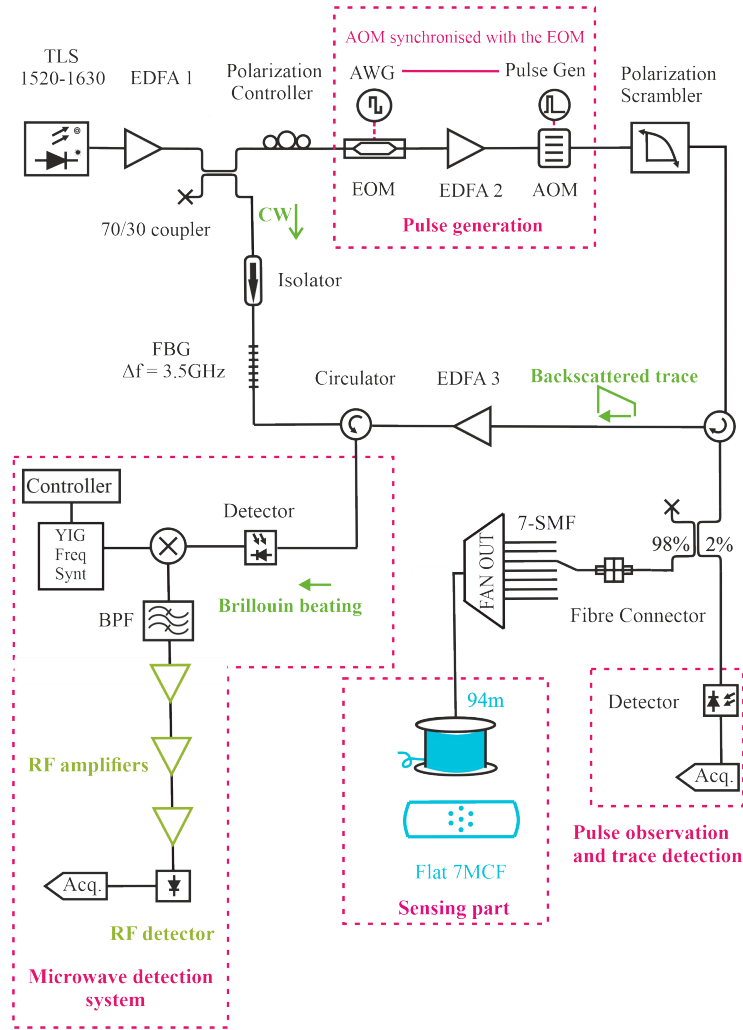 AOM synchronised with the EOM
TLS
1520-1630
EDFA 1
Polarization
Controller
AWG
Pulse Gen
Polarization
Scrambler
EOM
EDFA 2
AOM
70/30 coupler
CW
Pulse generation
Isolator
FBG
Δf = 3.5GHz
Circulator
EDFA 3
Backscattered trace
Controller
YIG
Freq
Synt
Detector
7-SMF
FAN OUT
98%
2%
BPF
Brillouin beating
Fibre Connector
94m
Detector
RF amplifiers
Acq.
Pulse observation
and trace detection
Flat 7MCF
Sensing part
Acq.
RF detector
Microwave detection
system